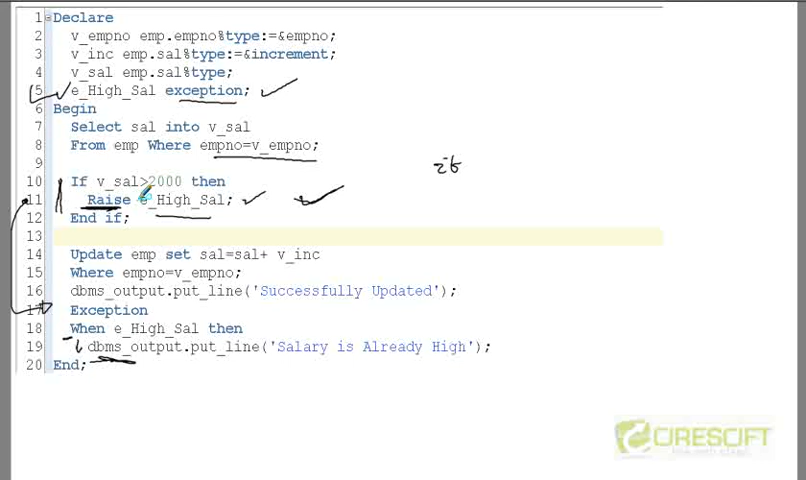 1 Declare
2 v_empno emp.empno%type:=&empno;
3 v_inc emp.sal%type:=&increment;
4 v_sal emp.sal%type;
5 e_High_Sal exception;
6 Begin
7 Select sal into v_sal
8 From emp Where empno=v_empno;
9
10 If v_sal>2000 then
11 Raise e_High_Sal;
12 End if;
13
14 Update emp set sal=sal+ v_inc
15 Where empno=v_empno;
16 dbms_output.put_line('Successfully Updated');
17 Exception
18 When e_High_Sal then
19 dbms_output.put_line('Salary is Already High');
20 End;